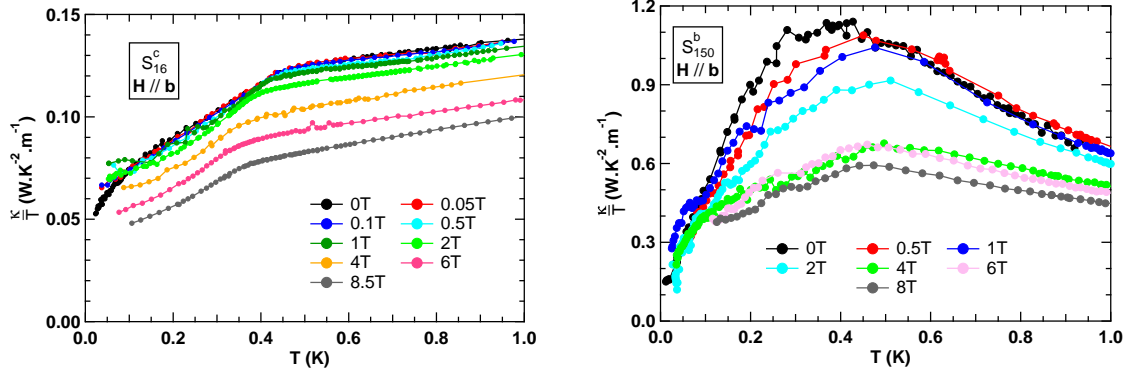 0.15
0.10
0.05
0.00
κ/T (W.K⁻².m⁻¹)
S₁₆ᶜ
H // b
0T
0.05T
0.1T
0.5T
1T
2T
4T
6T
8.5T
0.0 0.2 0.4 0.6 0.8 1.0
T (K)
1.2
0.9
0.6
0.3
0.0
κ/T (W.K⁻².m⁻¹)
S₁₅₀ᵇ
H // b
0T
0.5T
1T
2T
4T
6T
8T
0.0 0.2 0.4 0.6 0.8 1.0
T (K)